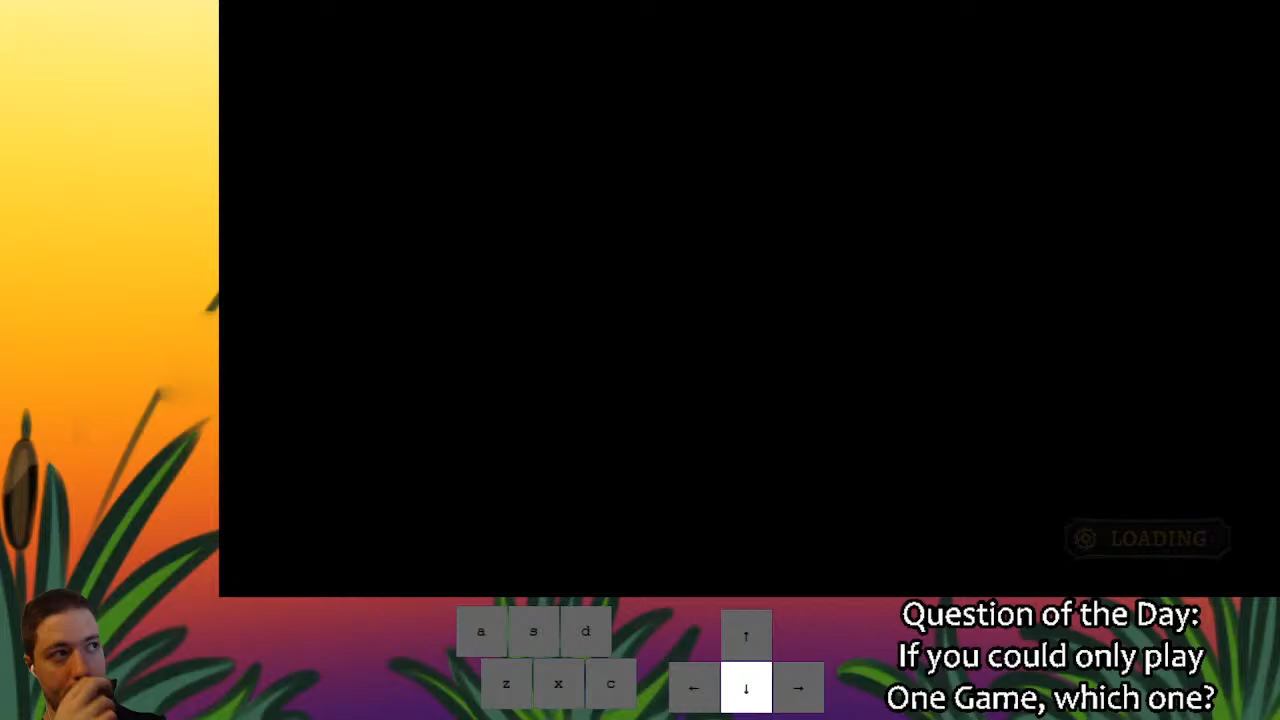 LOADING
a s d
z x c
↑
← ↓ →
Question of the Day:
If you could only play
One Game, which one?